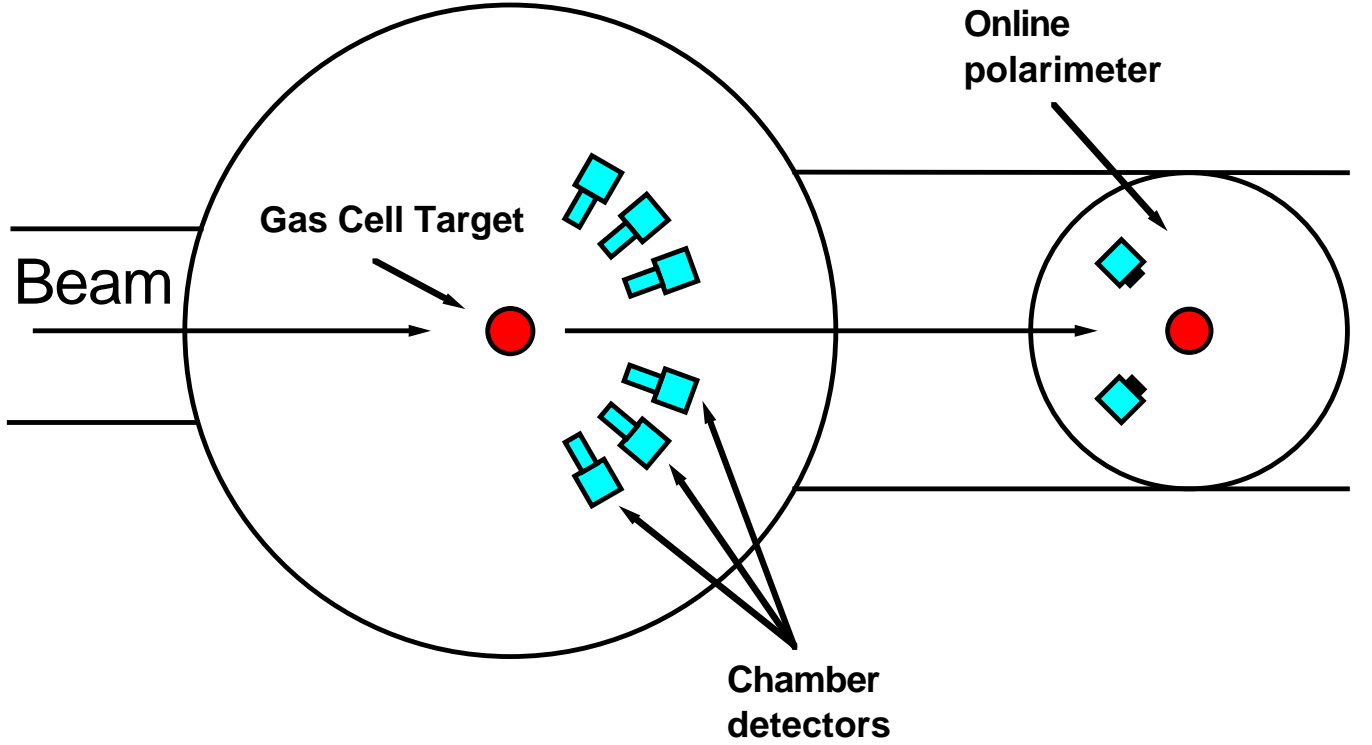 Online
polarimeter
Gas Cell Target
Beam
Chamber
detectors